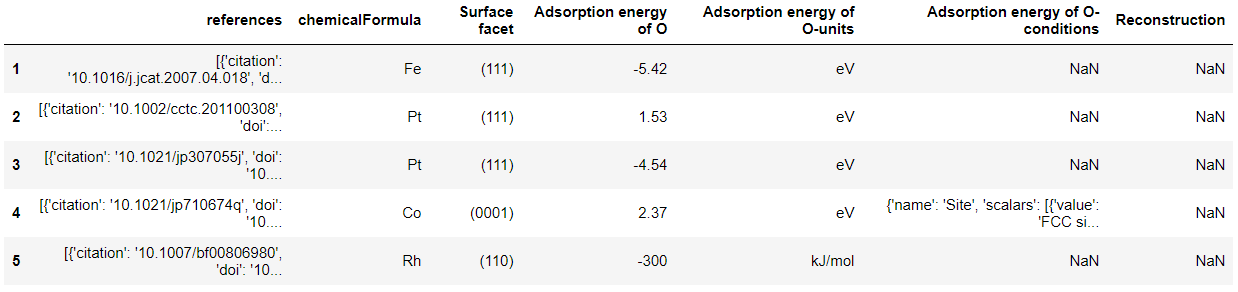 references chemicalFormula Surface facet Adsorption energy of O Adsorption energy of O-units Adsorption energy of O-conditions Reconstruction
1 [{'citation': '10.1016/j.jcat.2007.04.018', 'd... Fe (111) -5.42 eV NaN NaN
2 [{'citation': '10.1002/cctc.201100308', 'doi':... Pt (111) 1.53 eV NaN NaN
3 [{'citation': '10.1021/jp307055j', 'doi': '10.... Pt (111) -4.54 eV NaN NaN
4 [{'citation': '10.1021/jp710674q', 'doi': '10.... Co (0001) 2.37 eV {'name': 'Site', 'scalars': [{'value': 'FCC si... NaN
5 [{'citation': '10.1007/bf00806980', 'doi': '10... Rh (110) -300 kJ/mol NaN NaN